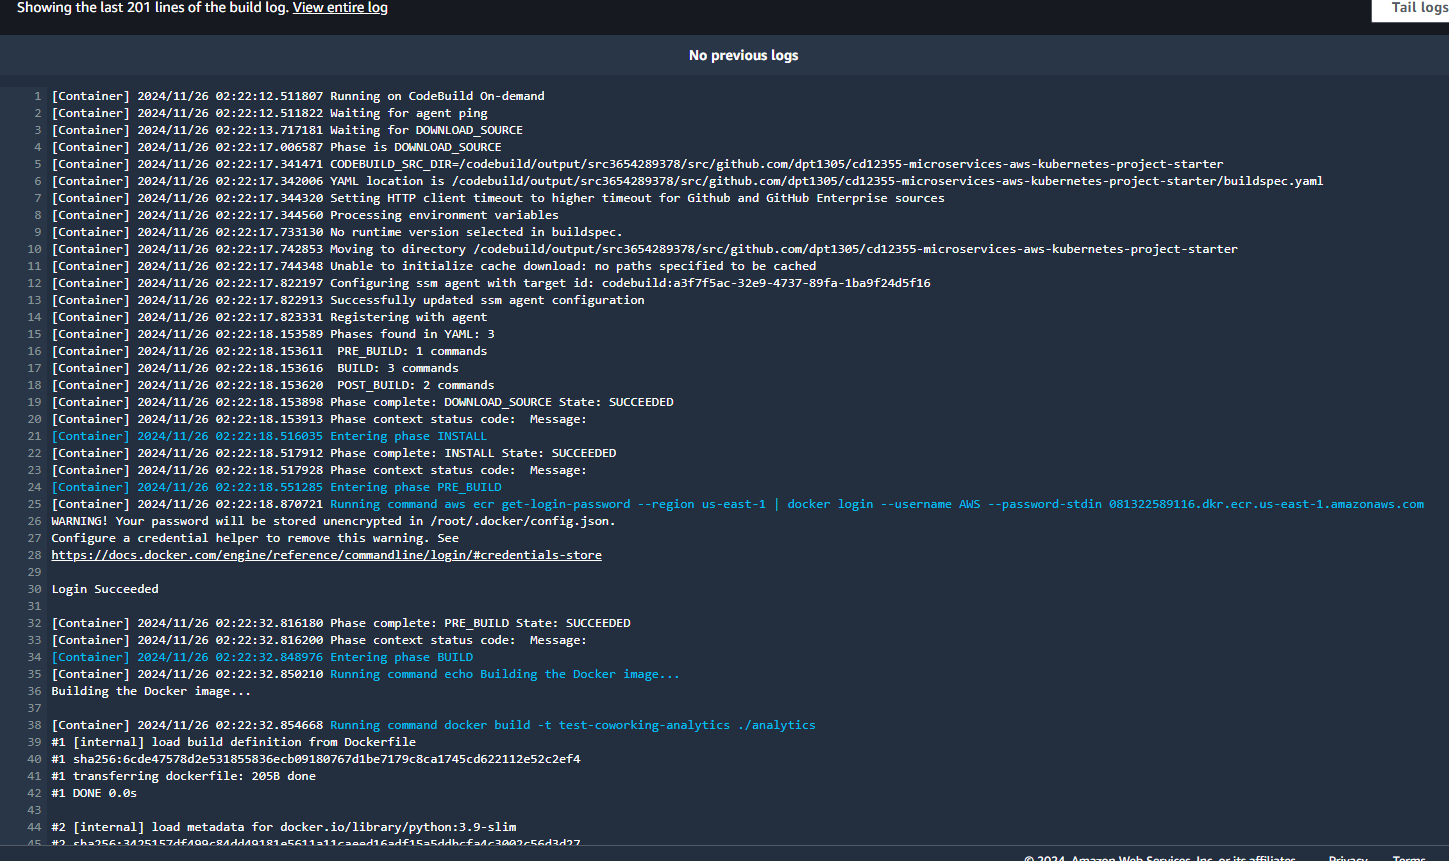 Showing the last 201 lines of the build log. View entire log
Tail logs
No previous logs
1 [Container] 2024/11/26 02:22:12.511807 Running on CodeBuild On-demand
2 [Container] 2024/11/26 02:22:12.511822 Waiting for agent ping
3 [Container] 2024/11/26 02:22:13.717181 Waiting for DOWNLOAD_SOURCE
4 [Container] 2024/11/26 02:22:17.006587 Phase is DOWNLOAD_SOURCE
5 [Container] 2024/11/26 02:22:17.341471 CODEBUILD_SRC_DIR=/codebuild/output/src3654289378/src/github.com/dpt1305/cd12355-microservices-aws-kubernetes-project-starter
6 [Container] 2024/11/26 02:22:17.342006 YAML location is /codebuild/output/src3654289378/src/github.com/dpt1305/cd12355-microservices-aws-kubernetes-project-starter/buildspec.yaml
7 [Container] 2024/11/26 02:22:17.344320 Setting HTTP client timeout to higher timeout for Github and GitHub Enterprise sources
8 [Container] 2024/11/26 02:22:17.344560 Processing environment variables
9 [Container] 2024/11/26 02:22:17.733130 No runtime version selected in buildspec.
10 [Container] 2024/11/26 02:22:17.742853 Moving to directory /codebuild/output/src3654289378/src/github.com/dpt1305/cd12355-microservices-aws-kubernetes-project-starter
11 [Container] 2024/11/26 02:22:17.744348 Unable to initialize cache download: no paths specified to be cached
12 [Container] 2024/11/26 02:22:17.822197 Configuring ssm agent with target id: codebuild:a3f7f5ac-32e9-4737-89fa-1ba9f24d5f16
13 [Container] 2024/11/26 02:22:17.822913 Successfully updated ssm agent configuration
14 [Container] 2024/11/26 02:22:17.823331 Registering with agent
15 [Container] 2024/11/26 02:22:18.153589 Phases found in YAML: 3
16 [Container] 2024/11/26 02:22:18.153611  PRE_BUILD: 1 commands
17 [Container] 2024/11/26 02:22:18.153616  BUILD: 3 commands
18 [Container] 2024/11/26 02:22:18.153620  POST_BUILD: 2 commands
19 [Container] 2024/11/26 02:22:18.153898 Phase complete: DOWNLOAD_SOURCE State: SUCCEEDED
20 [Container] 2024/11/26 02:22:18.153913 Phase context status code:  Message:
21 [Container] 2024/11/26 02:22:18.516035 Entering phase INSTALL
22 [Container] 2024/11/26 02:22:18.517912 Phase complete: INSTALL State: SUCCEEDED
23 [Container] 2024/11/26 02:22:18.517928 Phase context status code:  Message:
24 [Container] 2024/11/26 02:22:18.551285 Entering phase PRE_BUILD
25 [Container] 2024/11/26 02:22:18.870721 Running command aws ecr get-login-password --region us-east-1 | docker login --username AWS --password-stdin 081322589116.dkr.ecr.us-east-1.amazonaws.com
26 WARNING! Your password will be stored unencrypted in /root/.docker/config.json.
27 Configure a credential helper to remove this warning. See
28 https://docs.docker.com/engine/reference/commandline/login/#credentials-store
29
30 Login Succeeded
31
32 [Container] 2024/11/26 02:22:32.816180 Phase complete: PRE_BUILD State: SUCCEEDED
33 [Container] 2024/11/26 02:22:32.816200 Phase context status code:  Message:
34 [Container] 2024/11/26 02:22:32.848976 Entering phase BUILD
35 [Container] 2024/11/26 02:22:32.850210 Running command echo Building the Docker image...
36 Building the Docker image...
37
38 [Container] 2024/11/26 02:22:32.854668 Running command docker build -t test-coworking-analytics ./analytics
39 #1 [internal] load build definition from Dockerfile
40 #1 sha256:6cde47578d2e531855836ecb09180767d1be7179c8ca1745cd622112e52c2ef4
41 #1 transferring dockerfile: 205B done
42 #1 DONE 0.0s
43
44 #2 [internal] load metadata for docker.io/library/python:3.9-slim
45 #2
© 2024, Amazon Web Services, Inc. or its affiliates. Privacy Terms